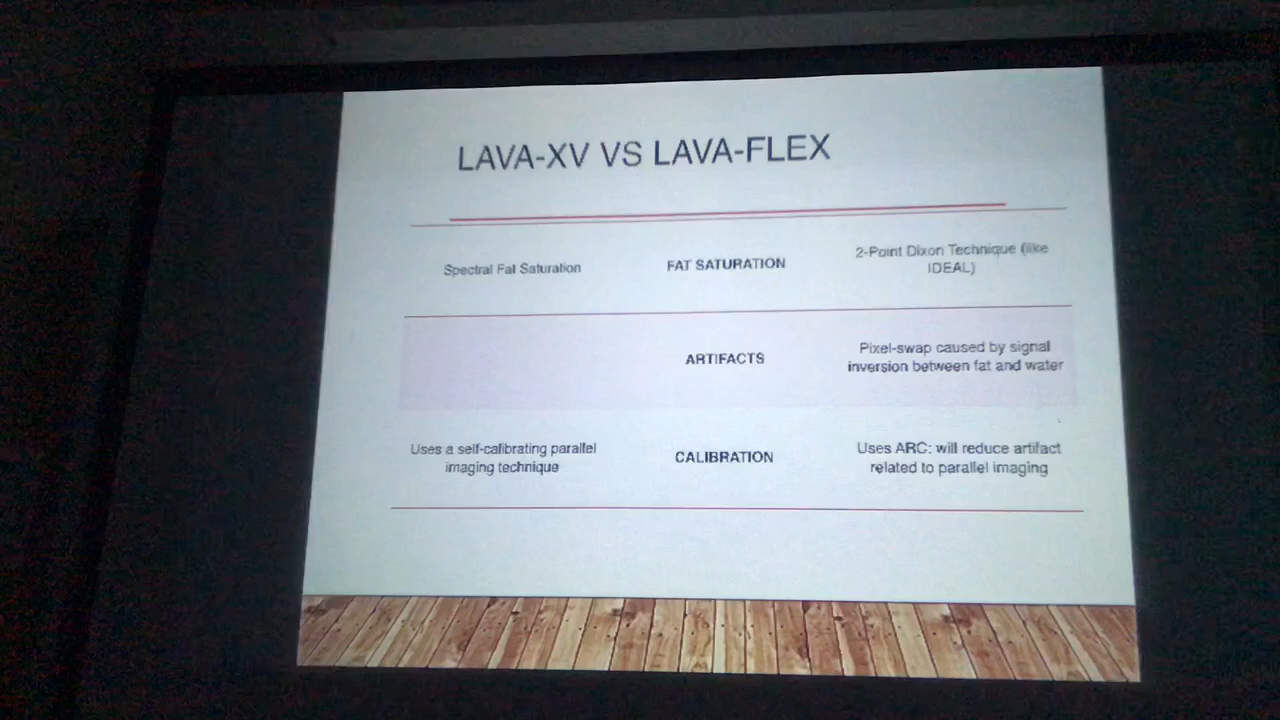 LAVA-XV VS LAVA-FLEX
Spectral Fat Saturation
FAT SATURATION
2-Point Dixon Technique (like
IDEAL)
ARTIFACTS
Pixel-swap caused by signal
inversion between fat and water
Uses a self-calibrating parallel
imaging technique
CALIBRATION
Uses ARC: will reduce artifact
related to parallel imaging